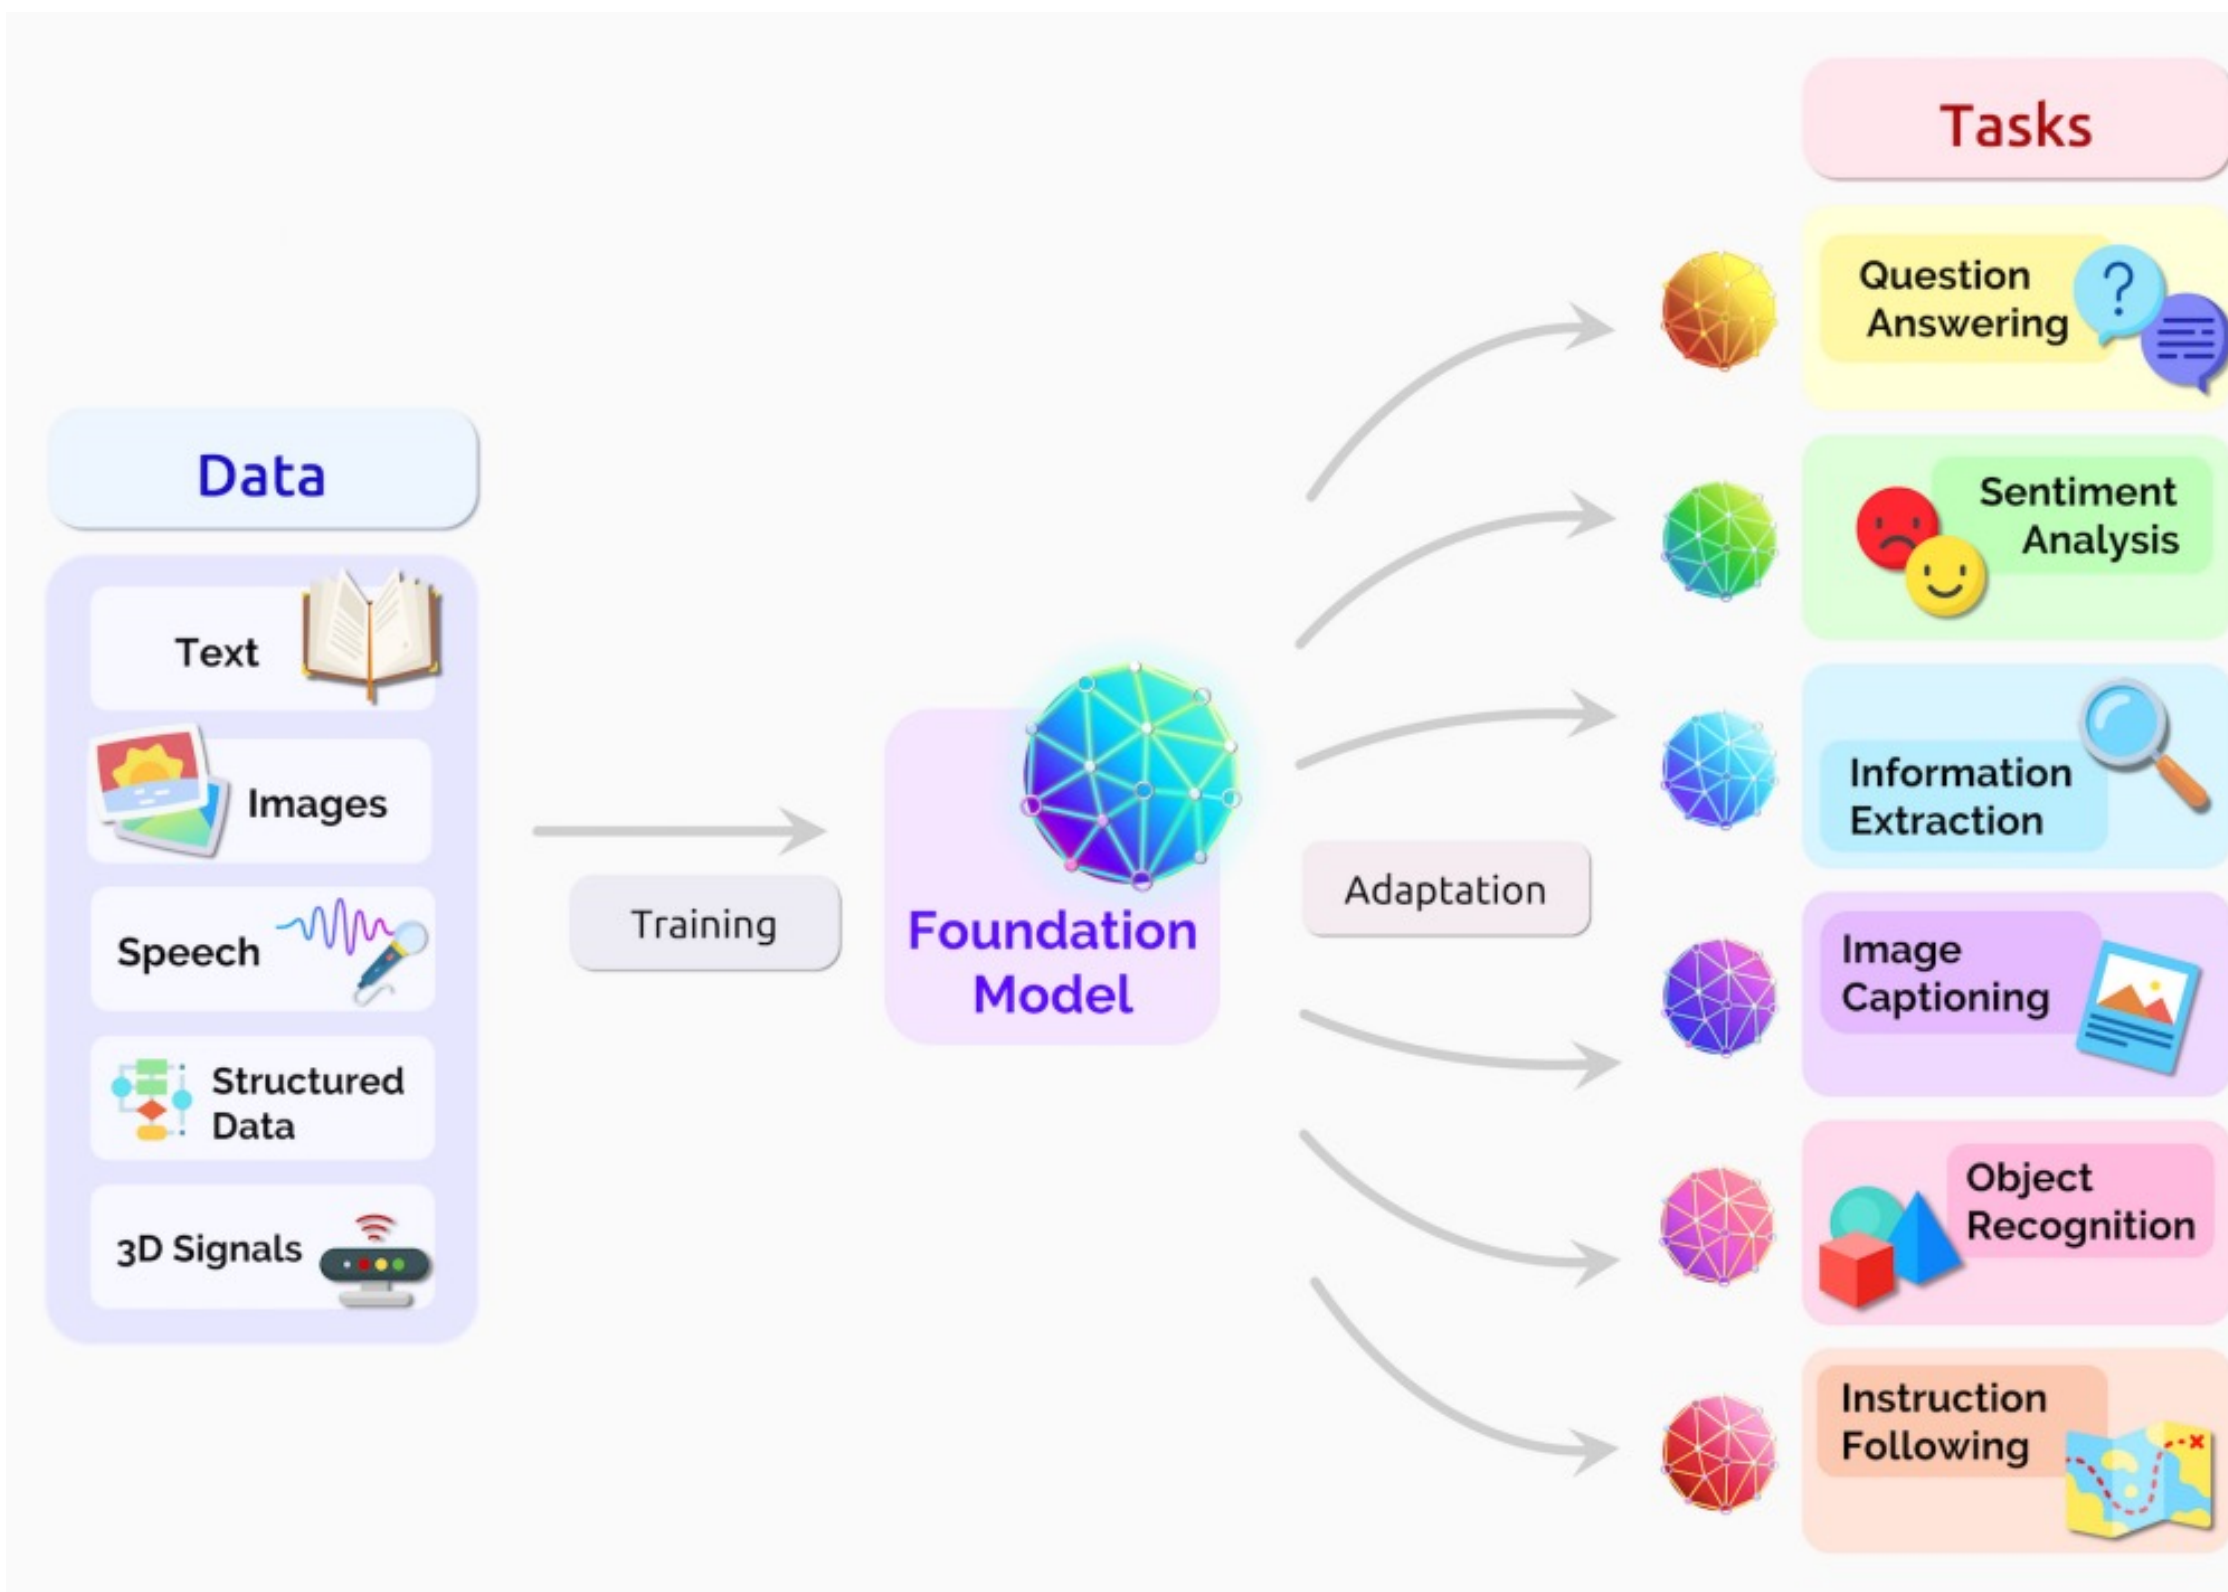 Data
Text
Images
Speech
Structured
Data
3D Signals
Training
Foundation
Model
Adaptation
Tasks
Question
Answering
Sentiment
Analysis
Information
Extraction
Image
Captioning
Object
Recognition
Instruction
Following